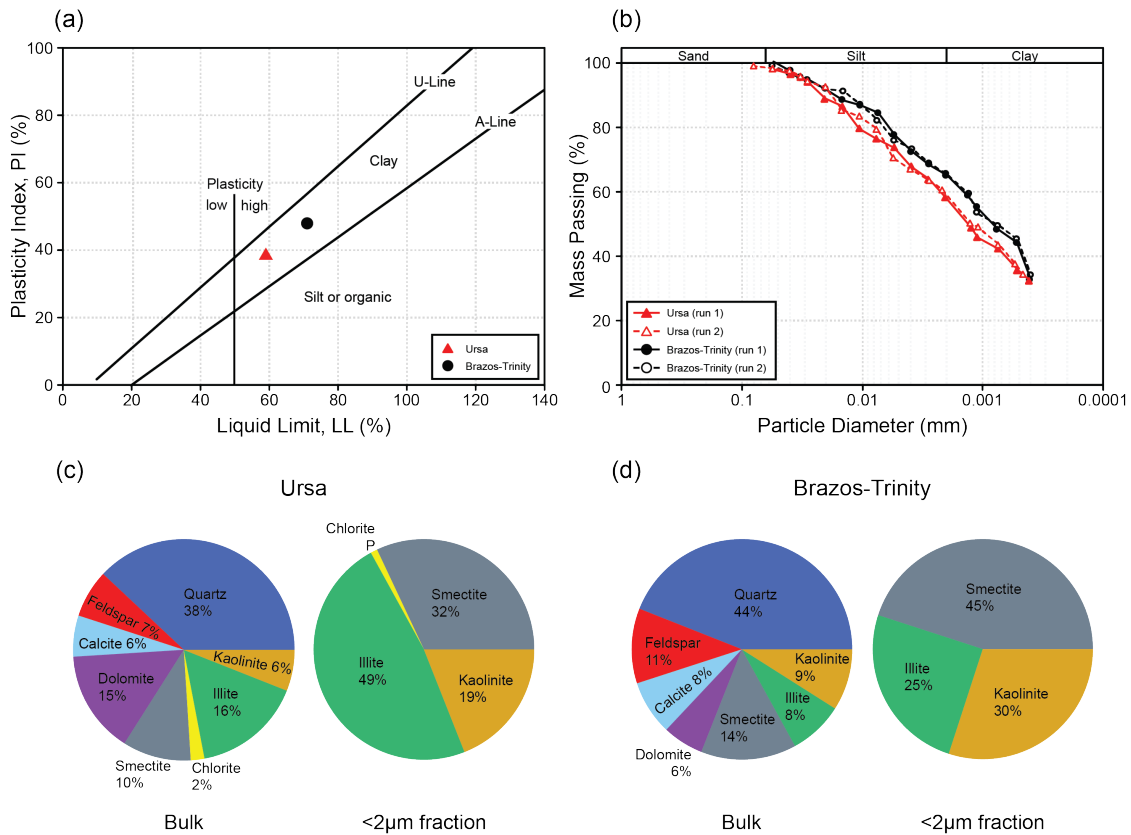 (a)
100
80
60
40
20
0
0
20
40
60
80
100
120
140
Plasticity Index, PI (%)
Liquid Limit, LL (%)
U-Line
A-Line
Clay
Plasticity
low
high
Silt or organic
Ursa
Brazos-Trinity
(b)
Sand
Silt
Clay
100
80
60
40
20
0
1
0.1
0.01
0.001
0.0001
Mass Passing (%)
Particle Diameter (mm)
Ursa (run 1)
Ursa (run 2)
Brazos-Trinity (run 1)
Brazos-Trinity (run 2)
(c)
Ursa
Quartz
38%
Feldspar 7%
Calcite 6%
Dolomite
15%
Smectite
10%
Chlorite
2%
Illite
16%
Kaolinite 6%
Bulk
Chlorite
P
Smectite
32%
Illite
49%
Kaolinite
19%
<2μm fraction
(d)
Brazos-Trinity
Quartz
44%
Feldspar
11%
Calcite 8%
Dolomite
6%
Smectite
14%
Illite
8%
Kaolinite
9%
Bulk
Smectite
45%
Illite
25%
Kaolinite
30%
<2μm fraction